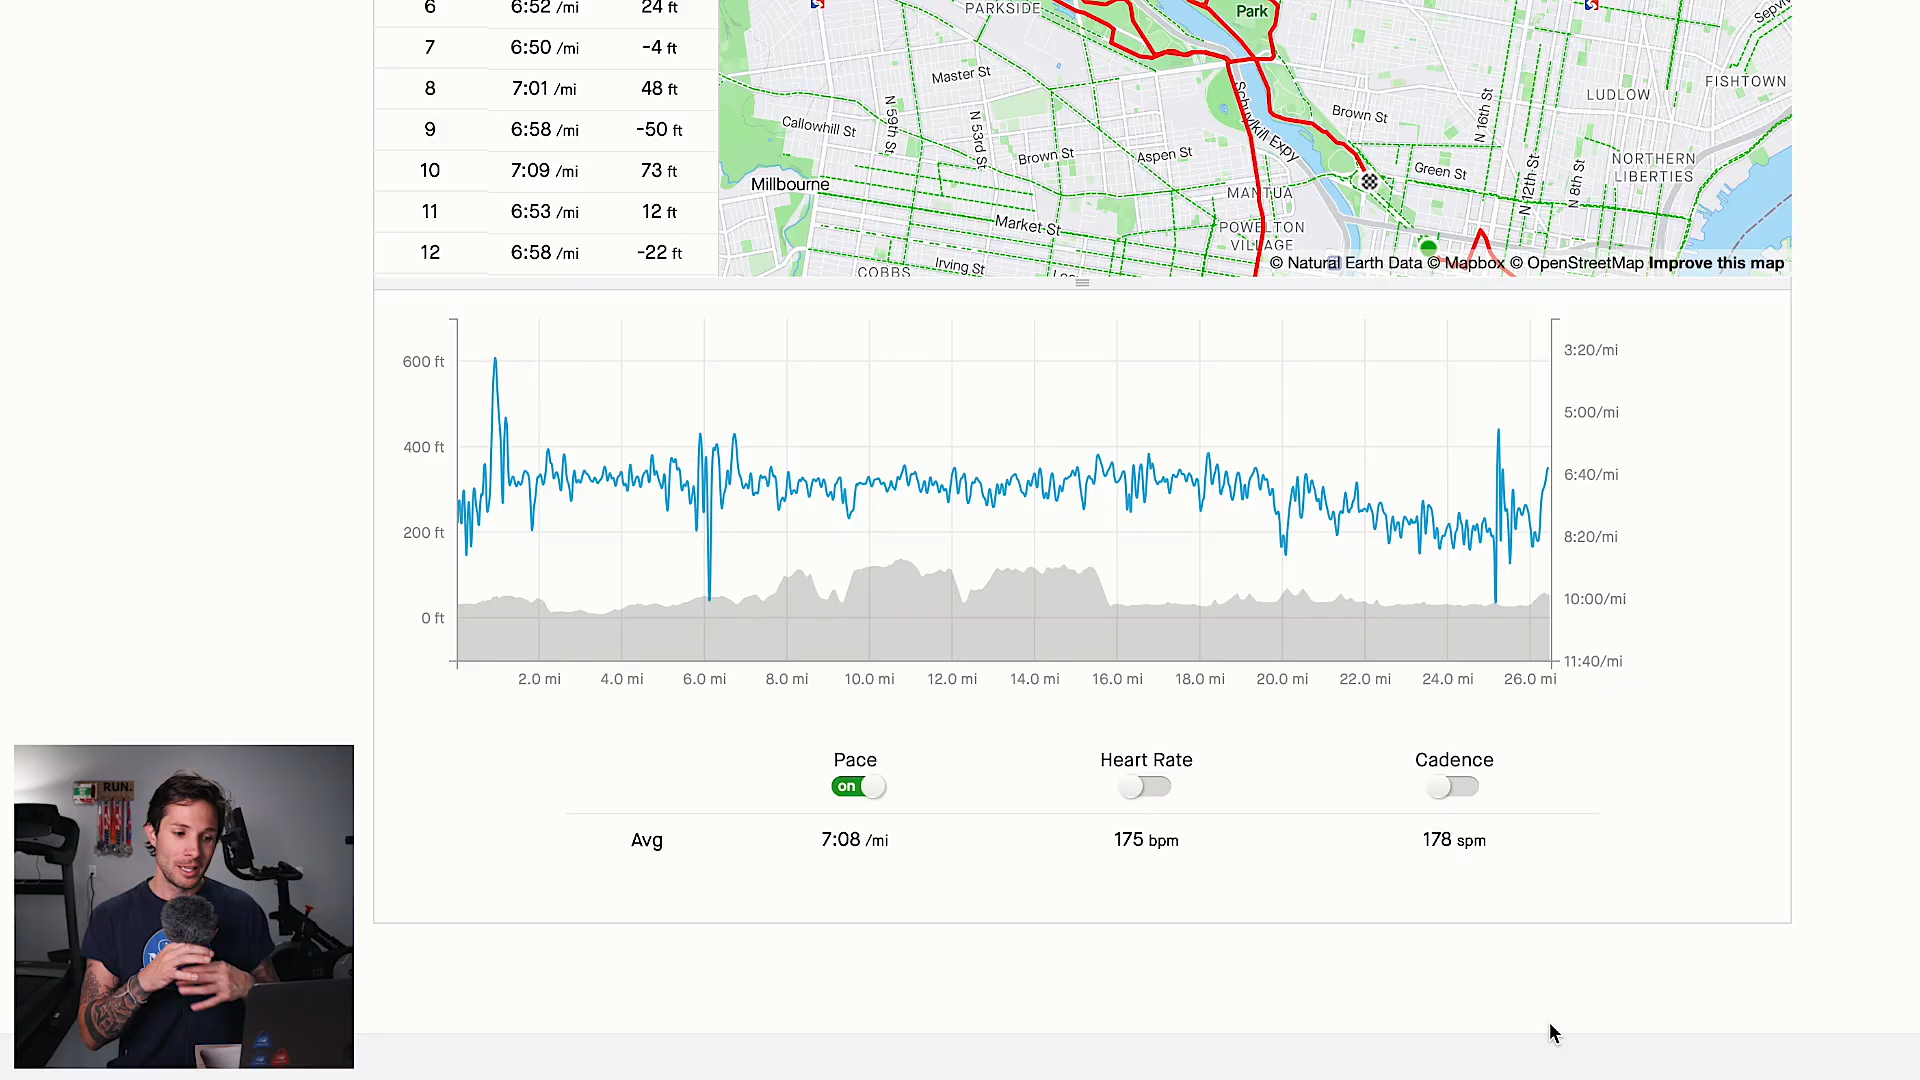 6 6:52 /mi 24 ft
7 6:50 /mi -4 ft
8 7:01 /mi 48 ft
9 6:58 /mi -50 ft
10 7:09 /mi 73 ft
11 6:53 /mi 12 ft
12 6:58 /mi -22 ft
PARKSIDE
Park
Master St
N 59th St
N 53rd St
Callowhill St
Brown St
Aspen St
Schuylkill Expy
Brown St
Green St
N 16th St
N 12th St
N 8th St
LUDLOW
FISHTOWN
NORTHERN
LIBERTIES
Millbourne
MANTUA
POWELTON
VILLAGE
Market St
Irving St
COBBS
© Natural Earth Data © Mapbox © OpenStreetMap Improve this map
600 ft
400 ft
200 ft
0 ft
3:20/mi
5:00/mi
6:40/mi
8:20/mi
10:00/mi
11:40/mi
2.0 mi 4.0 mi 6.0 mi 8.0 mi 10.0 mi 12.0 mi 14.0 mi 16.0 mi 18.0 mi 20.0 mi 22.0 mi 24.0 mi 26.0 mi
Pace Heart Rate Cadence
on
Avg 7:08 /mi 175 bpm 178 spm
RUN.